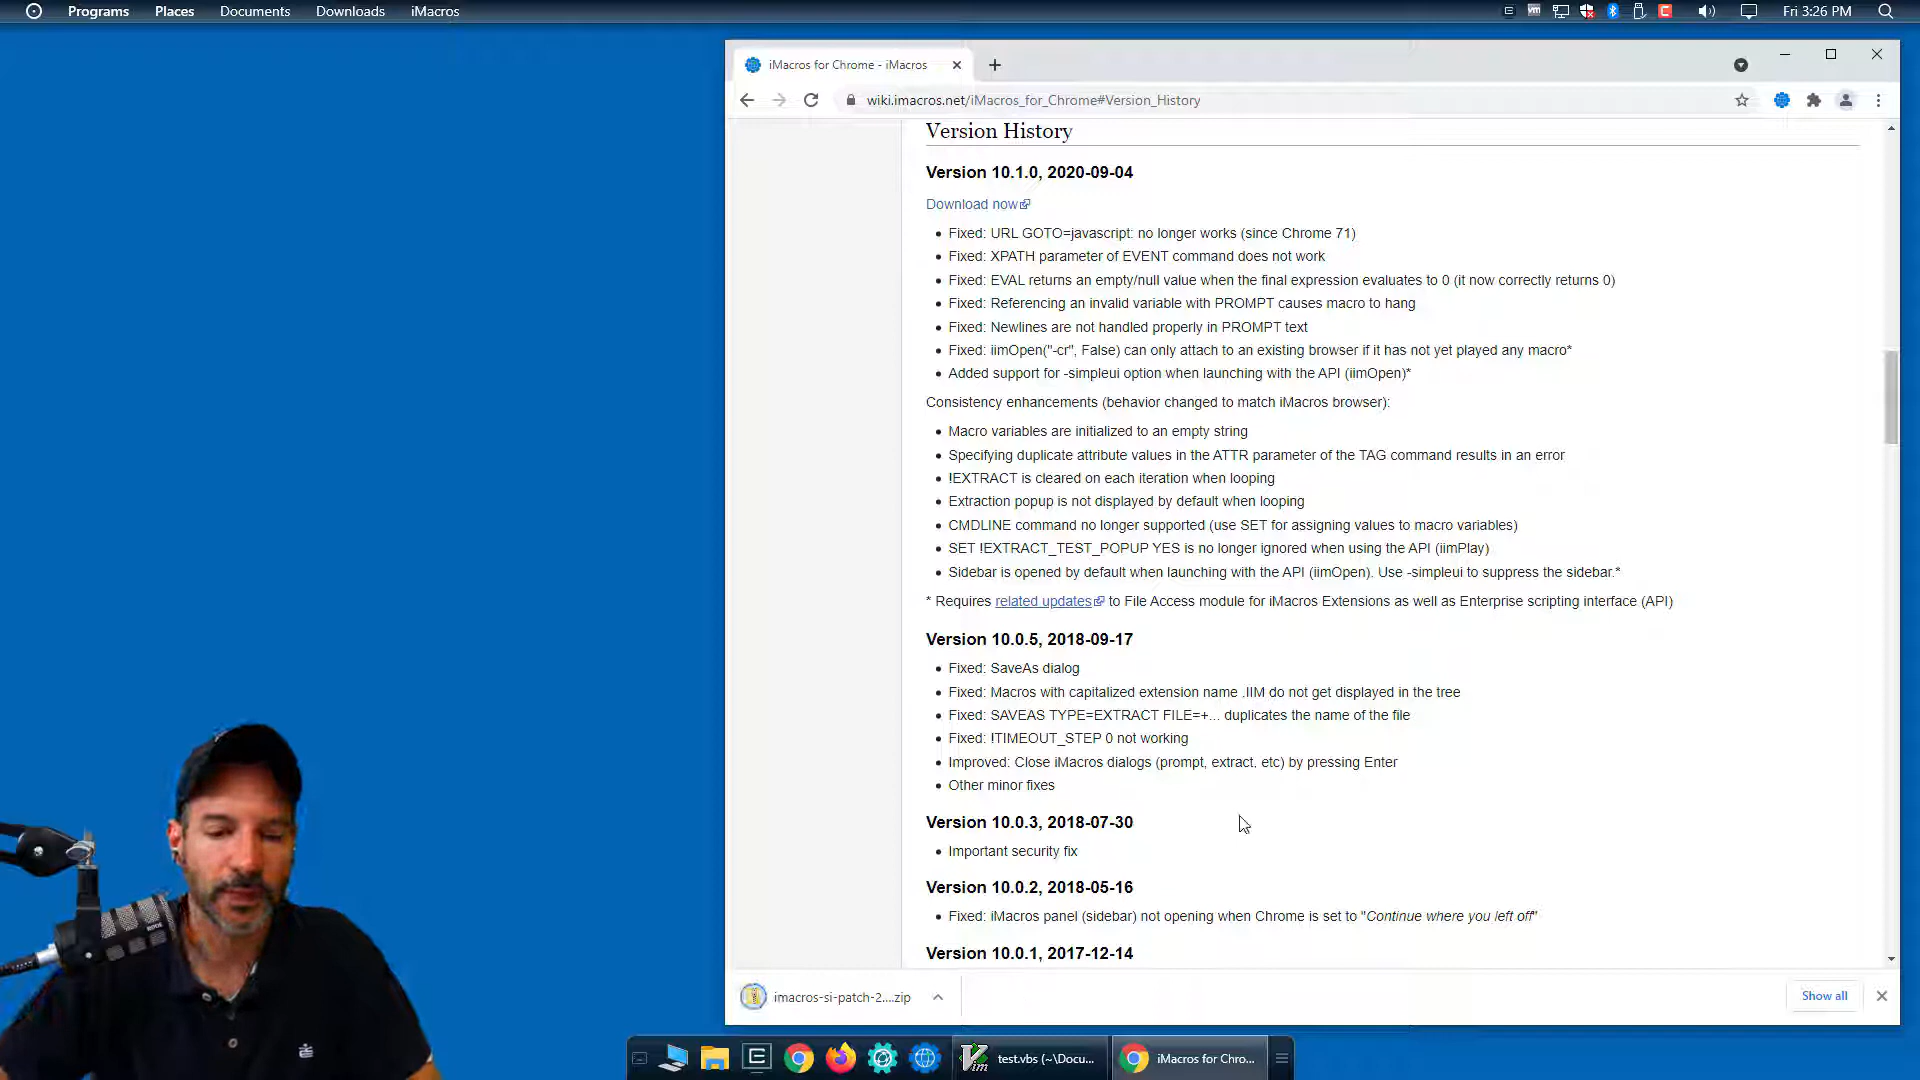 Programs Places Documents Downloads iMacros
Fri 3:26 PM
iMacros for Chrome - iMacros
wiki.imacros.net/iMacros_for_Chrome#Version_History
Version History
Version 10.1.0, 2020-09-04
Download now
Fixed: URL GOTO=javascript: no longer works (since Chrome 71)
Fixed: XPATH parameter of EVENT command does not work
Fixed: EVAL returns an empty/null value when the final expression evaluates to 0 (it now correctly returns 0)
Fixed: Referencing an invalid variable with PROMPT causes macro to hang
Fixed: Newlines are not handled properly in PROMPT text
Fixed: iimOpen("-cr", False) can only attach to an existing browser if it has not yet played any macro*
Added support for -simpleui option when launching with the API (iimOpen)*
Consistency enhancements (behavior changed to match iMacros browser):
Macro variables are initialized to an empty string
Specifying duplicate attribute values in the ATTR parameter of the TAG command results in an error
!EXTRACT is cleared on each iteration when looping
Extraction popup is not displayed by default when looping
CMDLINE command no longer supported (use SET for assigning values to macro variables)
SET !EXTRACT_TEST_POPUP YES is no longer ignored when using the API (iimPlay)
Sidebar is opened by default when launching with the API (iimOpen). Use -simpleui to suppress the sidebar.*
* Requires related updates to File Access module for iMacros Extensions as well as Enterprise scripting interface (API)
Version 10.0.5, 2018-09-17
Fixed: SaveAs dialog
Fixed: Macros with capitalized extension name .IIM do not get displayed in the tree
Fixed: SAVEAS TYPE=EXTRACT FILE=+... duplicates the name of the file
Fixed: !TIMEOUT_STEP 0 not working
Improved: Close iMacros dialogs (prompt, extract, etc) by pressing Enter
Other minor fixes
Version 10.0.3, 2018-07-30
Important security fix
Version 10.0.2, 2018-05-16
Fixed: iMacros panel (sidebar) not opening when Chrome is set to "Continue where you left off"
Version 10.0.1, 2017-12-14
imacros-si-patch-2....zip
Show all
test.vbs (~\Docu...
iMacros for Chro...